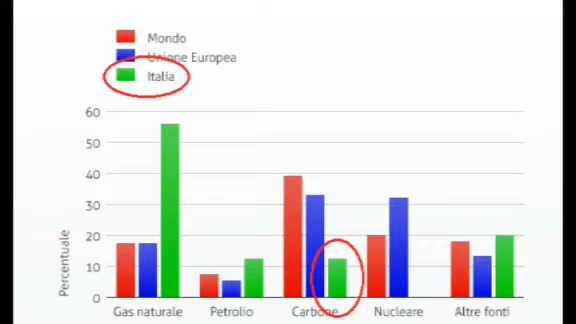 Mondo
Unione Europea
Italia
60
50
40
30
20
10
0
Percentuale
Gas naturale
Petrolio
Carbone
Nucleare
Altre fonti